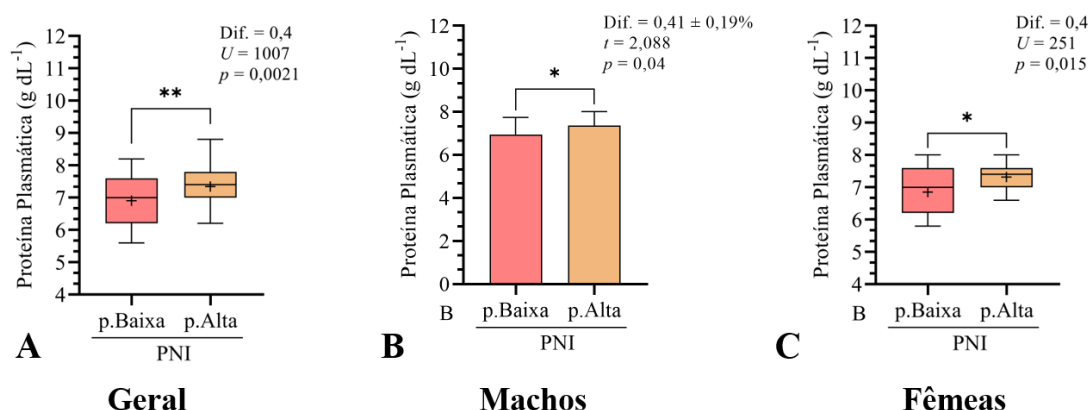 Dif. = 0,4
U = 1007
p = 0,0021
**
Proteína Plasmática (g dL⁻¹)
12
11
10
9
8
7
6
5
4
p.Baixa p.Alta
PNI
A
Geral
Dif. = 0,41 ± 0,19%
t = 2,088
p = 0,04
*
Proteína Plasmática (g dL⁻¹)
12
10
8
6
4
2
0
B
p.Baixa p.Alta
PNI
B
Machos
Dif. = 0,4
U = 251
p = 0,015
*
Proteína Plasmática (g dL⁻¹)
12
11
10
9
8
7
6
5
4
B
p.Baixa p.Alta
PNI
C
Fêmeas